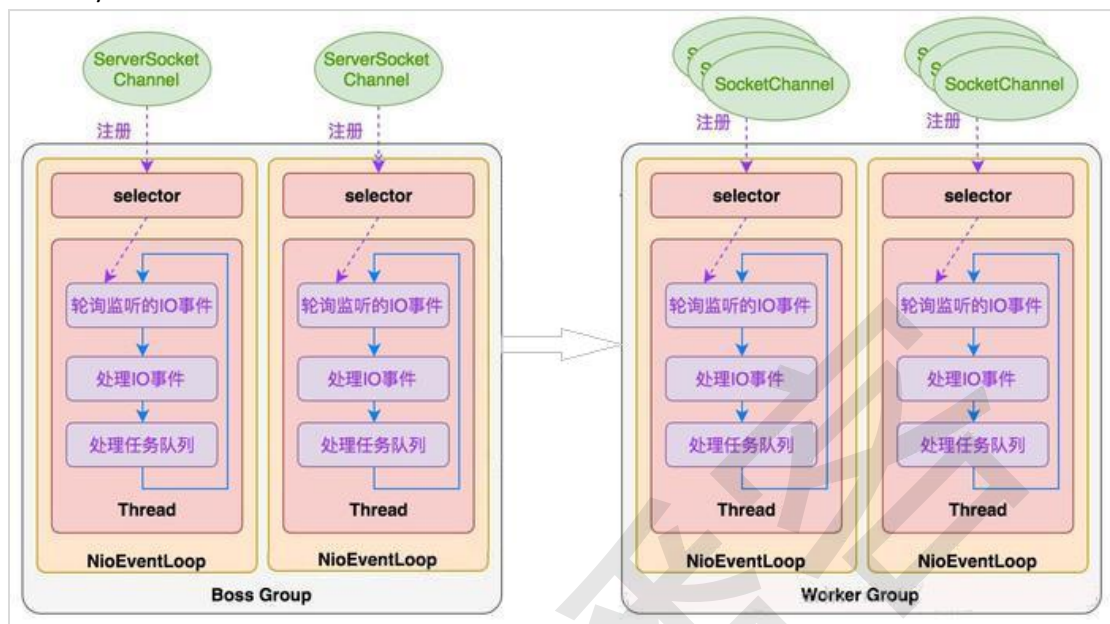 ServerSocket
Channel
ServerSocket
Channel
SocketChannel
SocketChannel
注册
注册
注册
注册
selector
selector
selector
selector
轮询监听的IO事件
轮询监听的IO事件
轮询监听的IO事件
轮询监听的IO事件
处理IO事件
处理IO事件
处理IO事件
处理IO事件
处理任务队列
处理任务队列
处理任务队列
处理任务队列
Thread
Thread
Thread
Thread
NioEventLoop
NioEventLoop
NioEventLoop
NioEventLoop
Boss Group
Worker Group